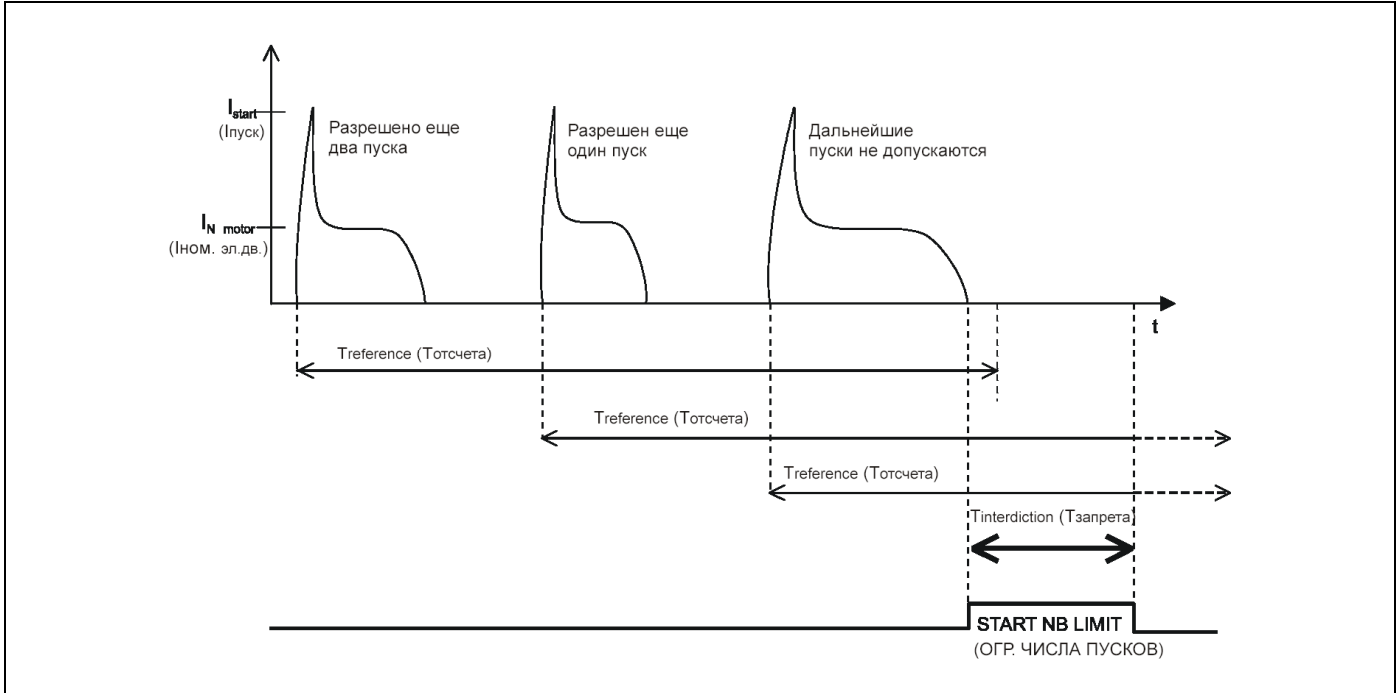 Istart
(Iпуск)
Разрешено еще
два пуска
Разрешен еще
один пуск
Дальнейшие
пуски не допускаются
IN motor
(Iном. эл.дв.)
t
Treference (Тотсчета)
Treference (Тотсчета)
Treference (Тотсчета)
Tinterdiction (Тзапрета)
START NB LIMIT
(ОГР. ЧИСЛА ПУСКОВ)